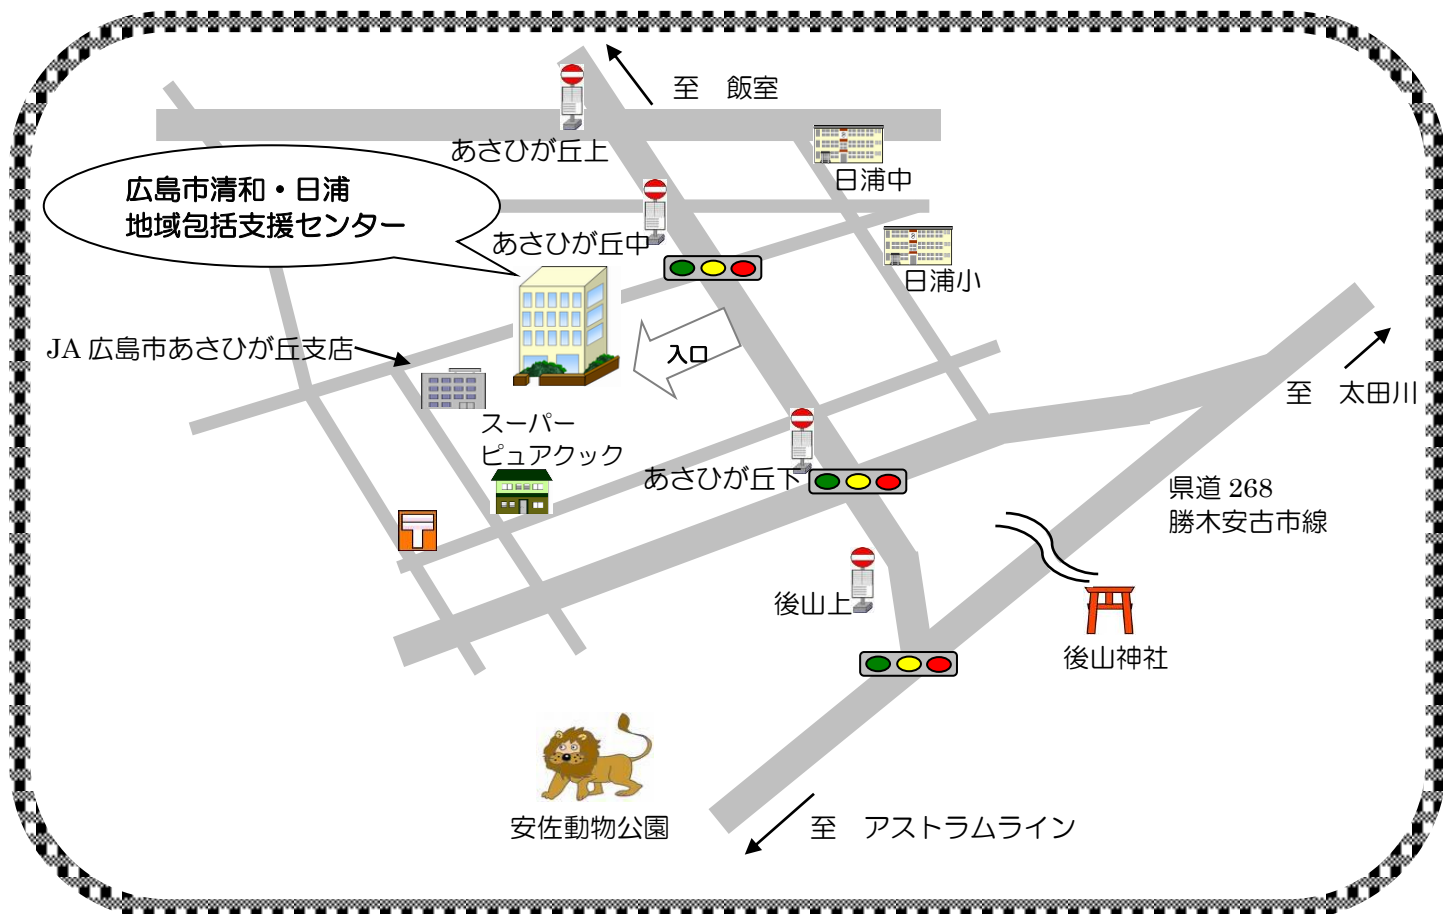 至　飯室
あさひが丘上
日浦中
広島市清和・日浦
地域包括支援センター
あさひが丘中
日浦小
JA 広島市あさひが丘支店
入口
至　太田川
スーパー
ピュアクック
あさひが丘下
県道 268
勝木安古市線
後山上
後山神社
安佐動物公園
至　アストラムライン